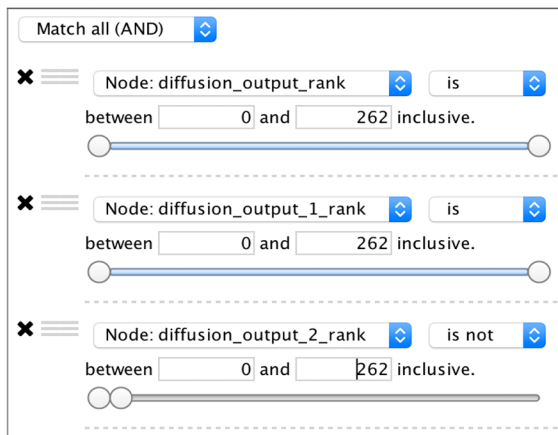 Match all (AND)
Node: diffusion_output_rank is
between 0 and 262 inclusive.
Node: diffusion_output_1_rank is
between 0 and 262 inclusive.
Node: diffusion_output_2_rank is not
between 0 and 262 inclusive.